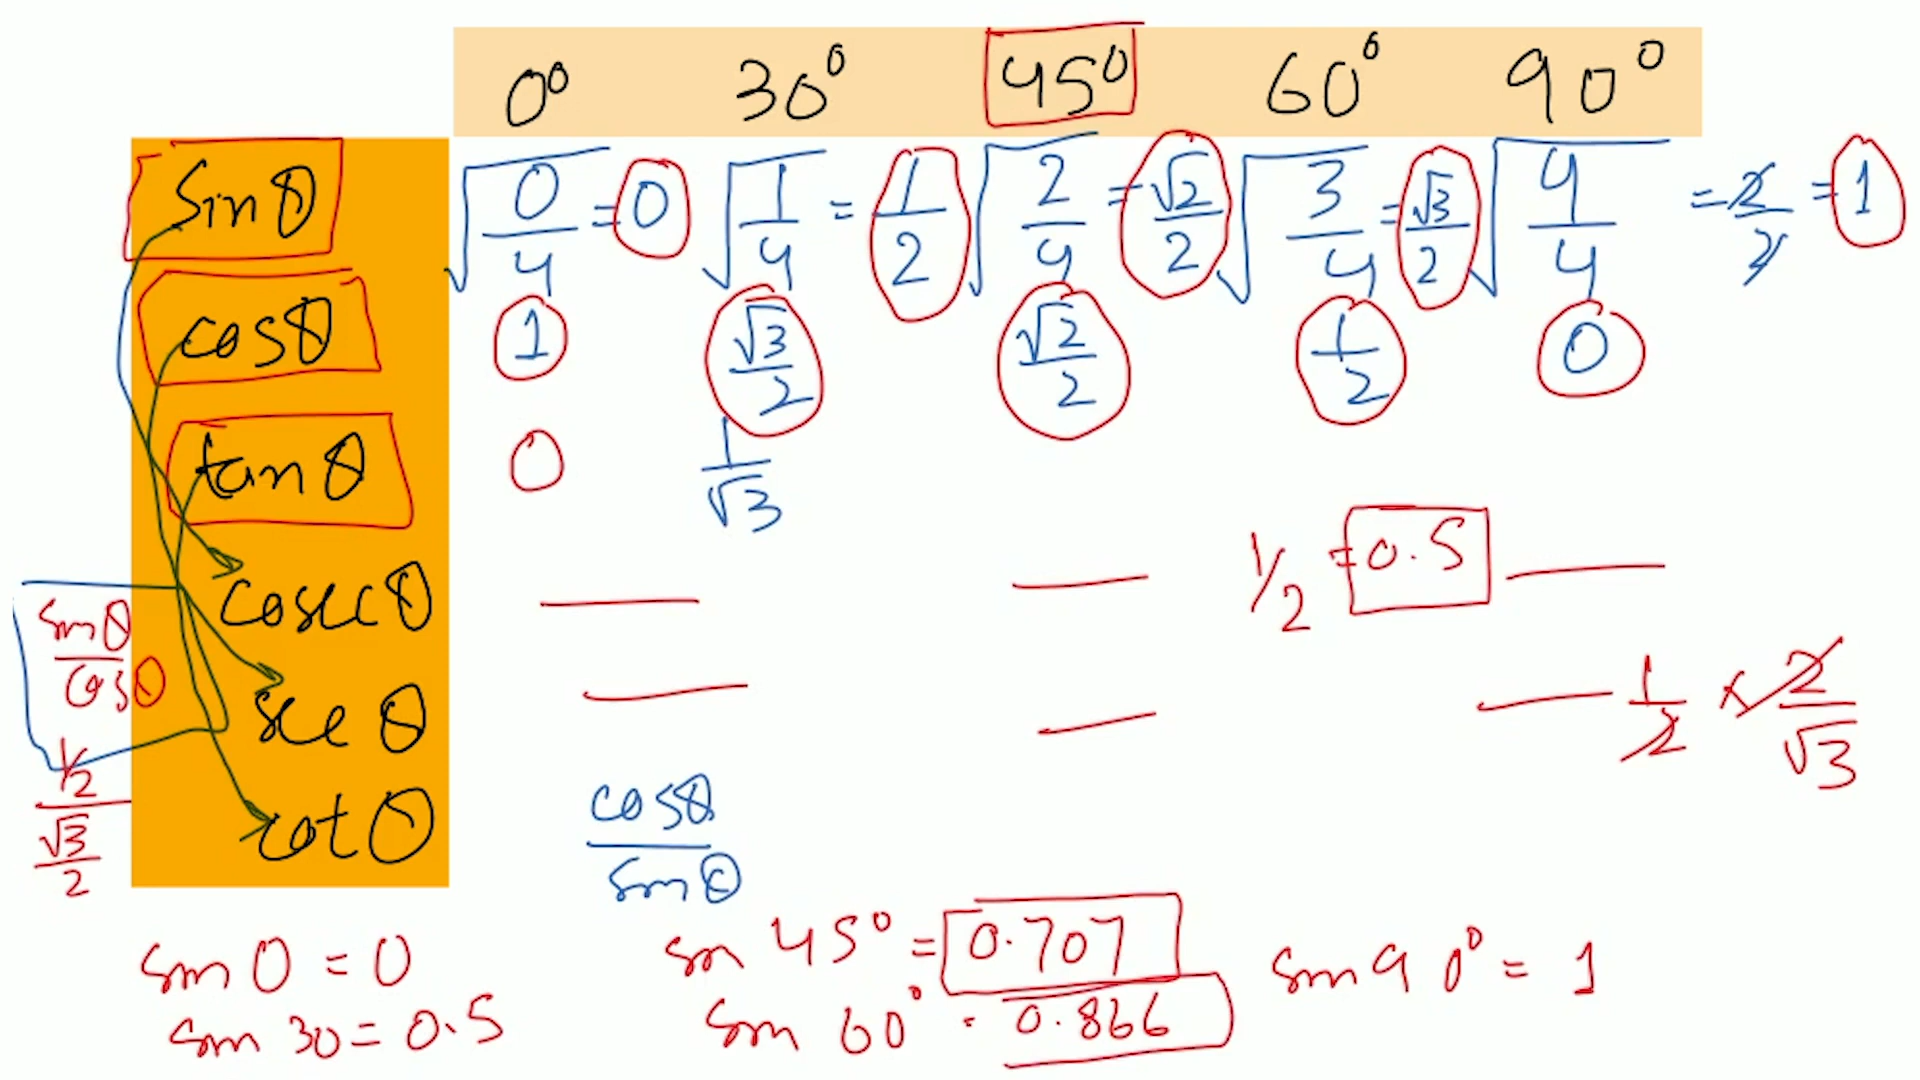 0° 30° 45° 60° 90°
sinθ √(0/4) = 0 √(1/4) = 1/2 √(2/4) = √2/2 √(3/4) = √3/2 √(4/4) = 2/2 = 1
cosθ 1 √3/2 √2/2 1/2 0
tanθ 0 1/√3
1/2 = 0.5
cosecθ
sinθ/cosθ
secθ 1/2 × 2/√3
(1/2)/(√3/2)
cotθ cosθ/sinθ
sin 0 = 0 sin 45° = 0.707 sin 90° = 1
sin 30 = 0.5 sin 60° = 0.866